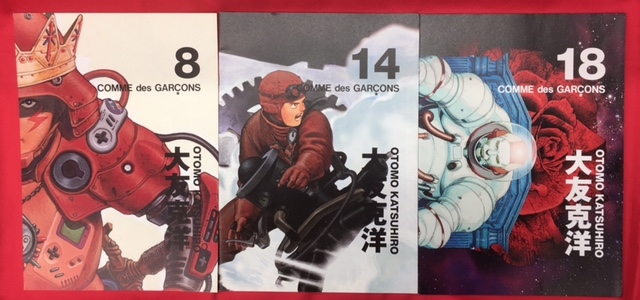 8
COMME des GARÇONS
OTOMO
大友克洋
14
COMME des GARÇONS
OTOMO KATSUHIRO
大友克洋
18
COMME des GARÇONS
OTOMO KATSUHIRO
大友克洋